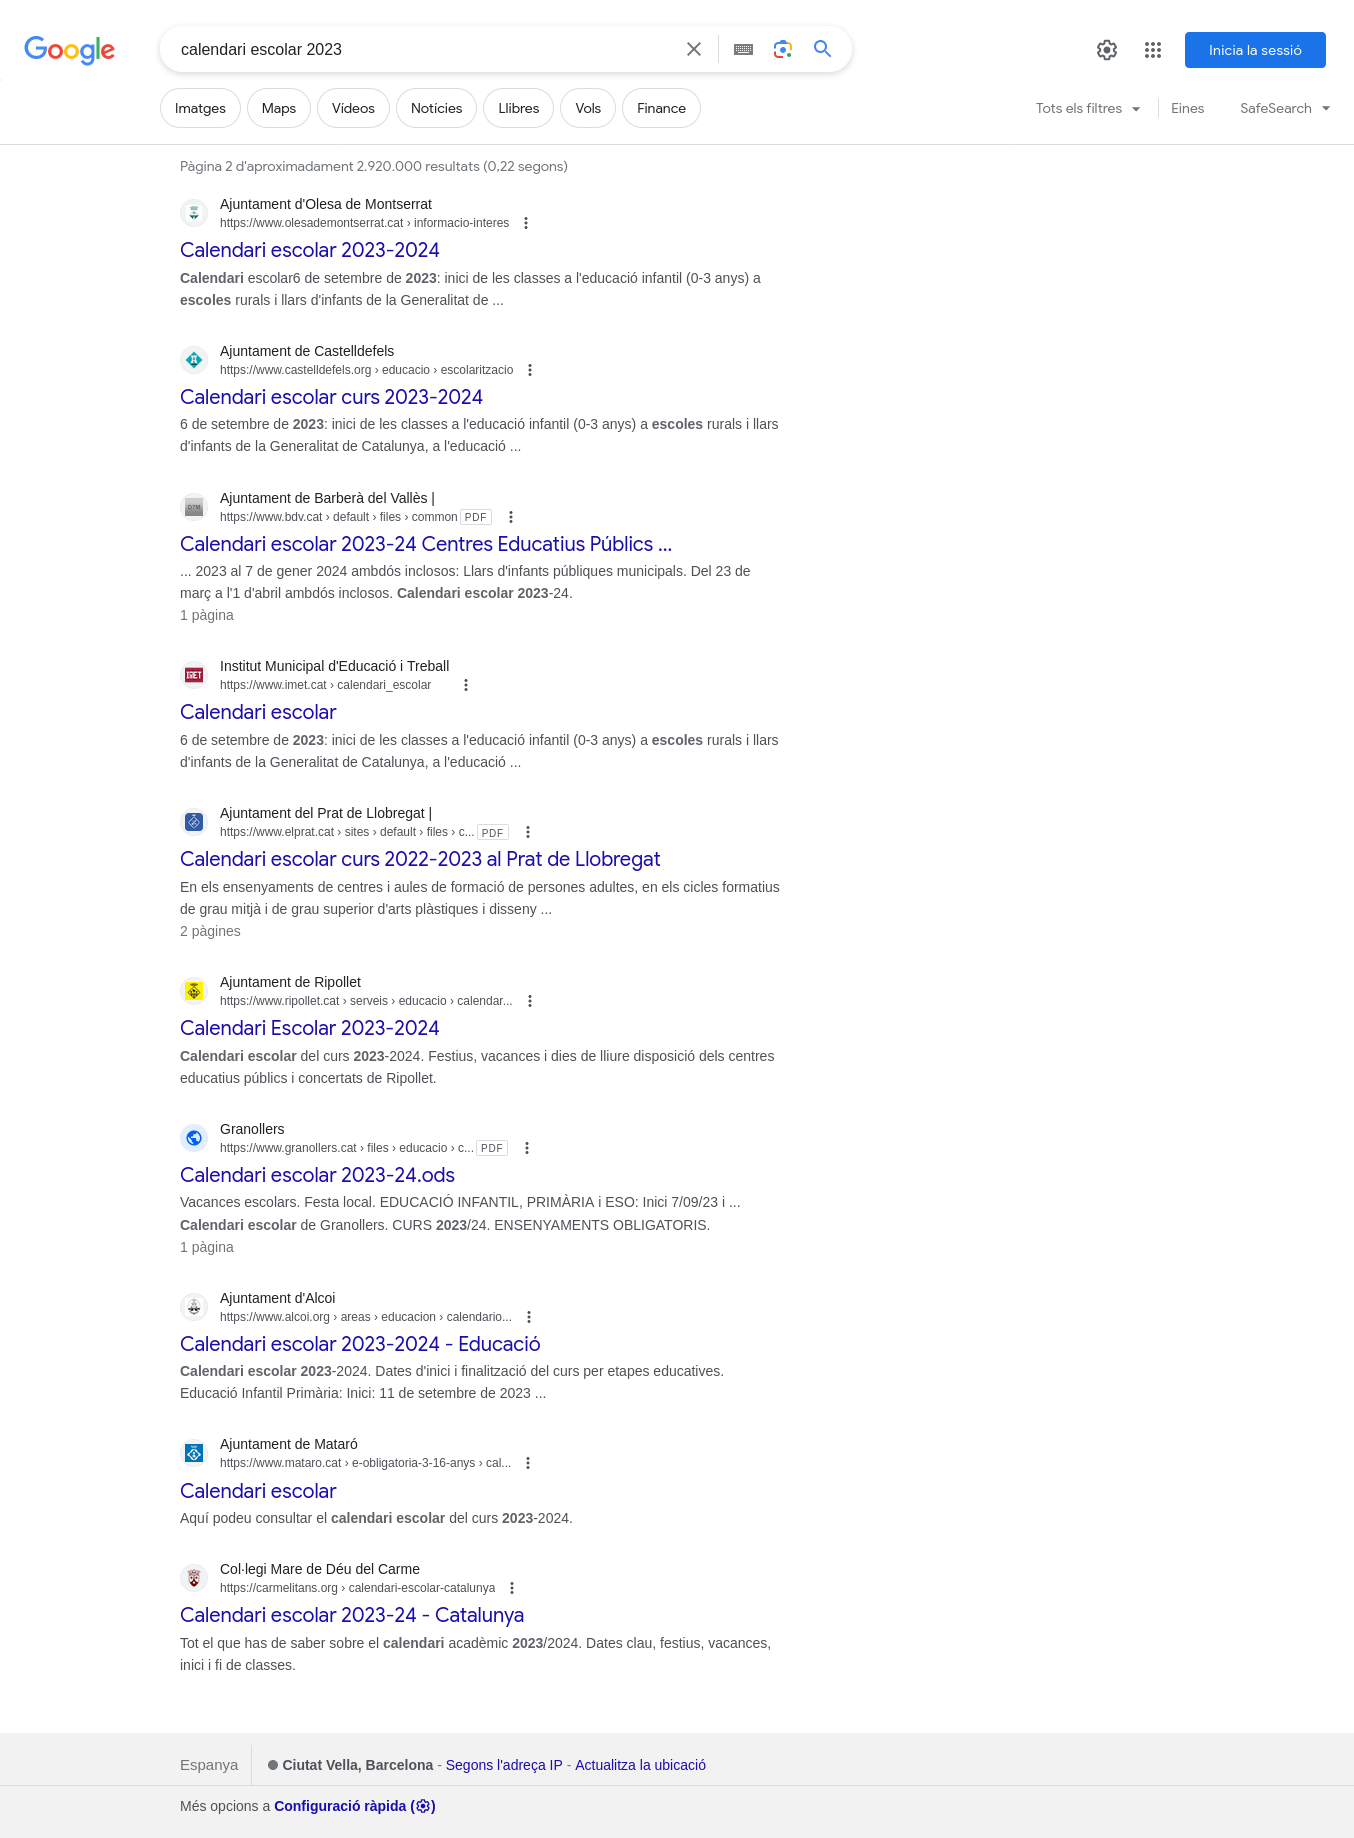 Google
calendari escolar 2023
Inicia la sessió
Imatges Maps Vídeos Notícies Llibres Vols Finance
Tots els filtres Eines SafeSearch
Pàgina 2 d'aproximadament 2.920.000 resultats (0,22 segons)
Ajuntament d'Olesa de Montserrat
https://www.olesademontserrat.cat › informacio-interes
Calendari escolar 2023-2024
Calendari escolar6 de setembre de 2023: inici de les classes a l'educació infantil (0-3 anys) a
escoles rurals i llars d'infants de la Generalitat de ...
Ajuntament de Castelldefels
https://www.castelldefels.org › educacio › escolaritzacio
Calendari escolar curs 2023-2024
6 de setembre de 2023: inici de les classes a l'educació infantil (0-3 anys) a escoles rurals i llars
d'infants de la Generalitat de Catalunya, a l'educació ...
Ajuntament de Barberà del Vallès |
https://www.bdv.cat › default › files › common PDF
Calendari escolar 2023-24 Centres Educatius Públics ...
... 2023 al 7 de gener 2024 ambdós inclosos: Llars d'infants públiques municipals. Del 23 de
març a l'1 d'abril ambdós inclosos. Calendari escolar 2023-24.
1 pàgina
Institut Municipal d'Educació i Treball
https://www.imet.cat › calendari_escolar
Calendari escolar
6 de setembre de 2023: inici de les classes a l'educació infantil (0-3 anys) a escoles rurals i llars
d'infants de la Generalitat de Catalunya, a l'educació ...
Ajuntament del Prat de Llobregat |
https://www.elprat.cat › sites › default › files › c... PDF
Calendari escolar curs 2022-2023 al Prat de Llobregat
En els ensenyaments de centres i aules de formació de persones adultes, en els cicles formatius
de grau mitjà i de grau superior d'arts plàstiques i disseny ...
2 pàgines
Ajuntament de Ripollet
https://www.ripollet.cat › serveis › educacio › calendar...
Calendari Escolar 2023-2024
Calendari escolar del curs 2023-2024. Festius, vacances i dies de lliure disposició dels centres
educatius públics i concertats de Ripollet.
Granollers
https://www.granollers.cat › files › educacio › c... PDF
Calendari escolar 2023-24.ods
Vacances escolars. Festa local. EDUCACIÓ INFANTIL, PRIMÀRIA i ESO: Inici 7/09/23 i ...
Calendari escolar de Granollers. CURS 2023/24. ENSENYAMENTS OBLIGATORIS.
1 pàgina
Ajuntament d'Alcoi
https://www.alcoi.org › areas › educacion › calendario...
Calendari escolar 2023-2024 - Educació
Calendari escolar 2023-2024. Dates d'inici i finalització del curs per etapes educatives.
Educació Infantil Primària: Inici: 11 de setembre de 2023 ...
Ajuntament de Mataró
https://www.mataro.cat › e-obligatoria-3-16-anys › cal...
Calendari escolar
Aquí podeu consultar el calendari escolar del curs 2023-2024.
Col·legi Mare de Déu del Carme
https://carmelitans.org › calendari-escolar-catalunya
Calendari escolar 2023-24 - Catalunya
Tot el que has de saber sobre el calendari acadèmic 2023/2024. Dates clau, festius, vacances,
inici i fi de classes.
Espanya
Ciutat Vella, Barcelona - Segons l'adreça IP - Actualitza la ubicació
Més opcions a Configuració ràpida ()